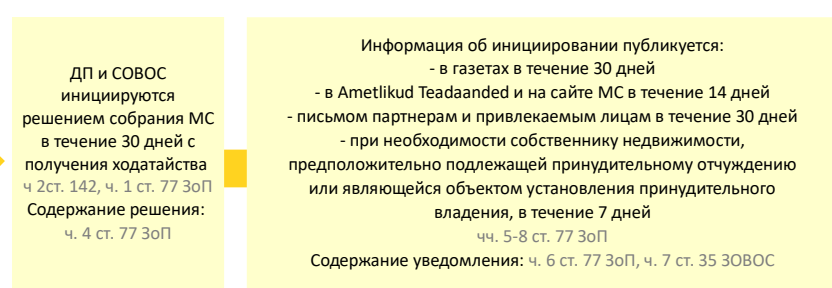 ДП и СОВОС
инициируются
решением собрания МС
в течение 30 дней с
получения ходатайства
ч 2ст. 142, ч. 1 ст. 77 ЗоП
Содержание решения:
ч. 4 ст. 77 ЗоП
Информация об инициировании публикуется:
- в газетах в течение 30 дней
- в Ametlikud Teadaanded и на сайте МС в течение 14 дней
- письмом партнерам и привлекаемым лицам в течение 30 дней
- при необходимости собственнику недвижимости,
предположительно подлежащей принудительному отчуждению
или являющейся объектом установления принудительного
владения, в течение 7 дней
чч. 5-8 ст. 77 ЗоП
Содержание уведомления: ч. 6 ст. 77 ЗоП, ч. 7 ст. 35 ЗОВОС